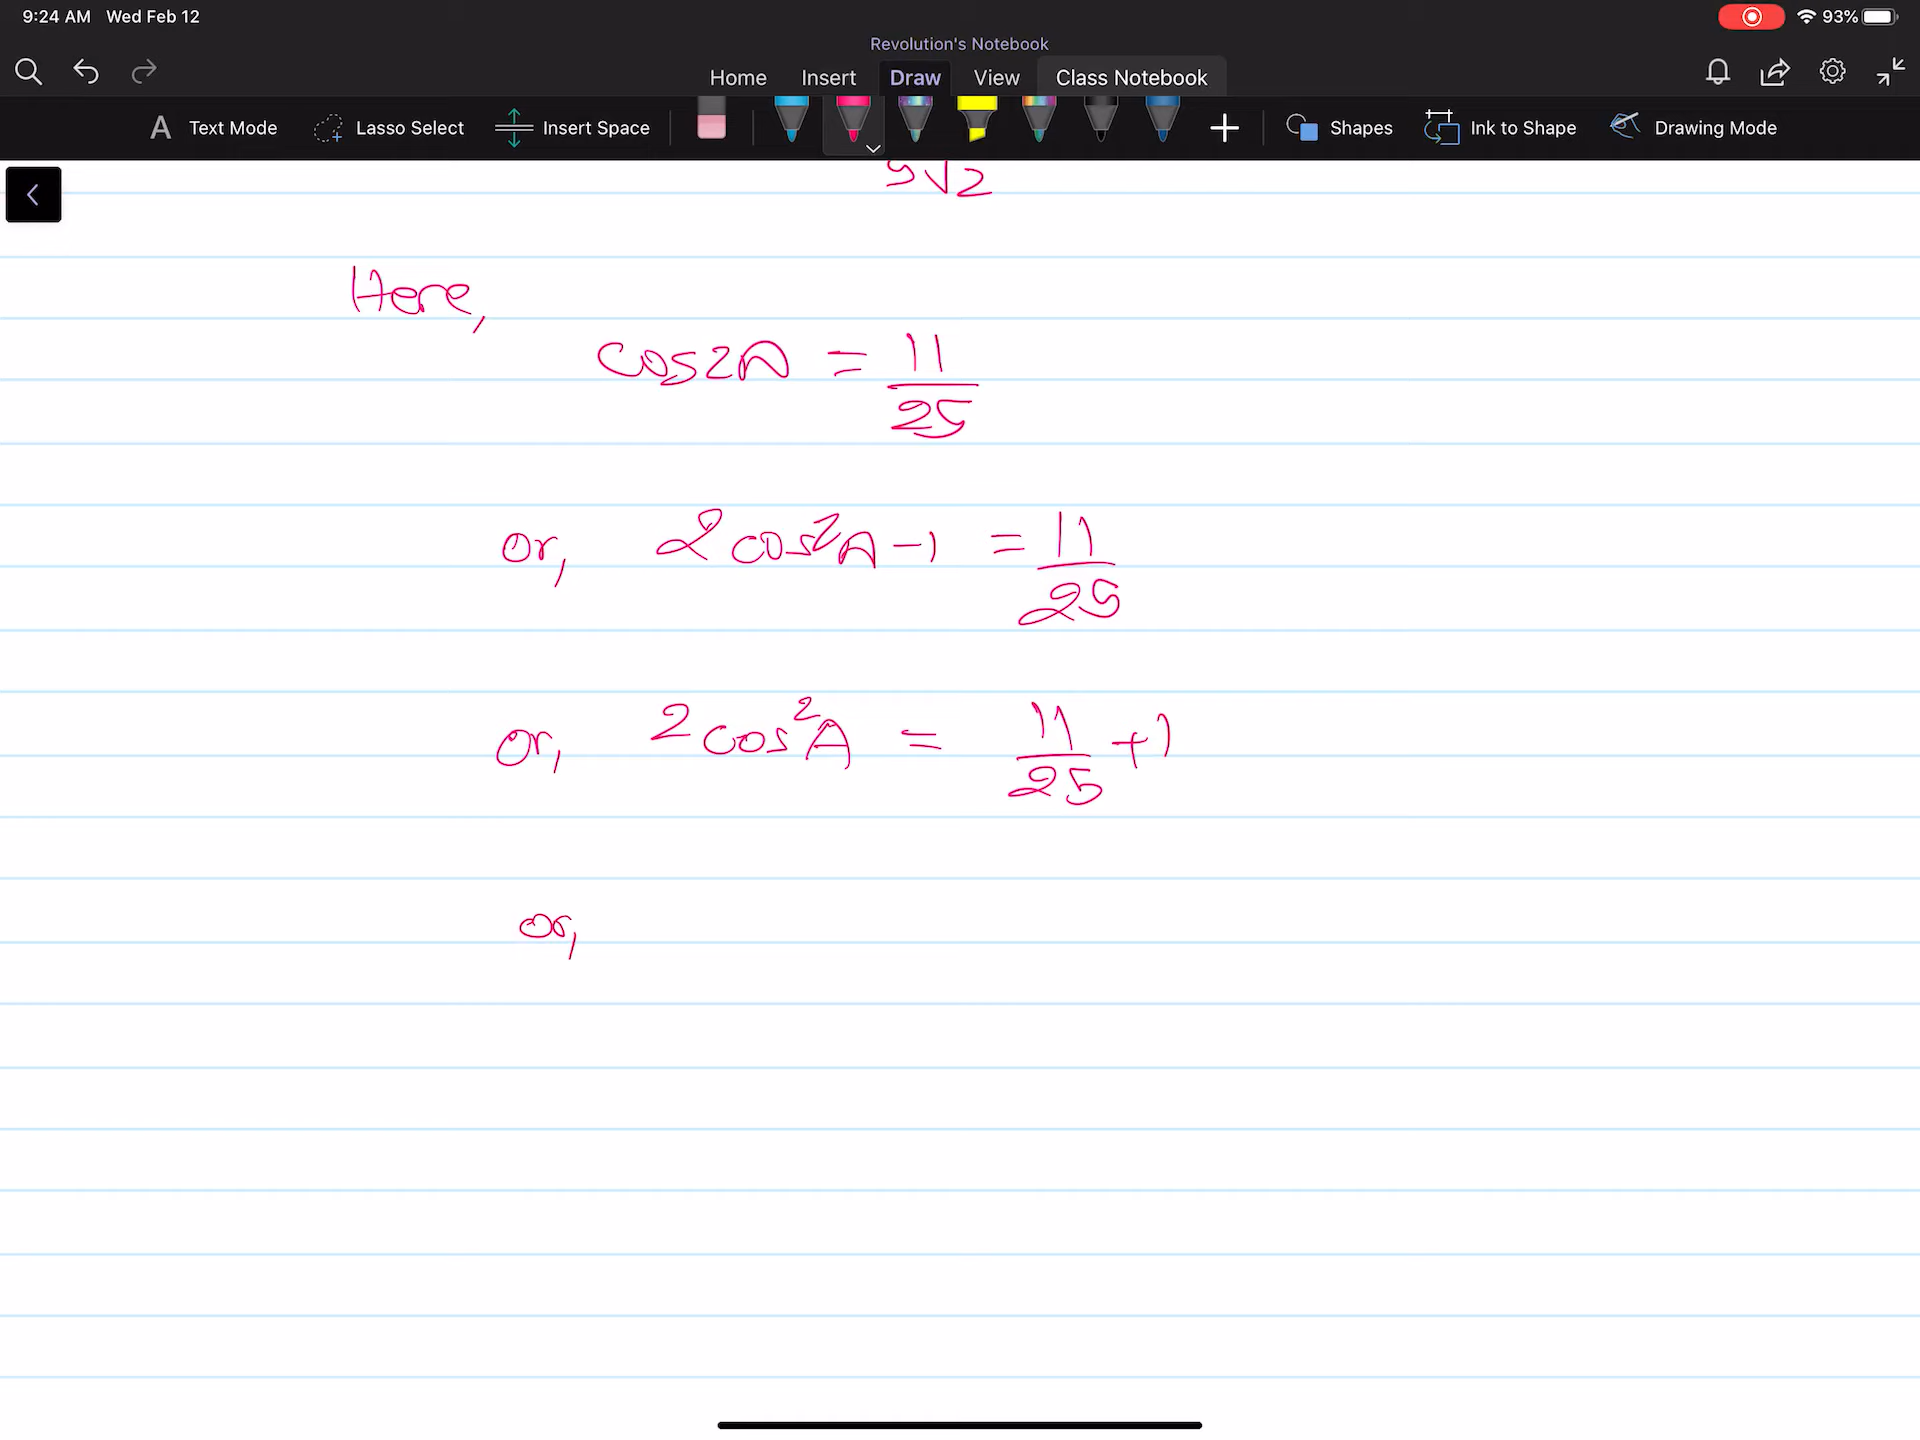 9:24 AM Wed Feb 12
93%
Revolution's Notebook
Home Insert Draw View Class Notebook
Text Mode Lasso Select Insert Space Shapes Ink to Shape Drawing Mode
5√2
Here,
cos2A = 11/25
or, 2cos²A - 1 = 11/25
or, 2cos²A = 11/25 + 1
or,